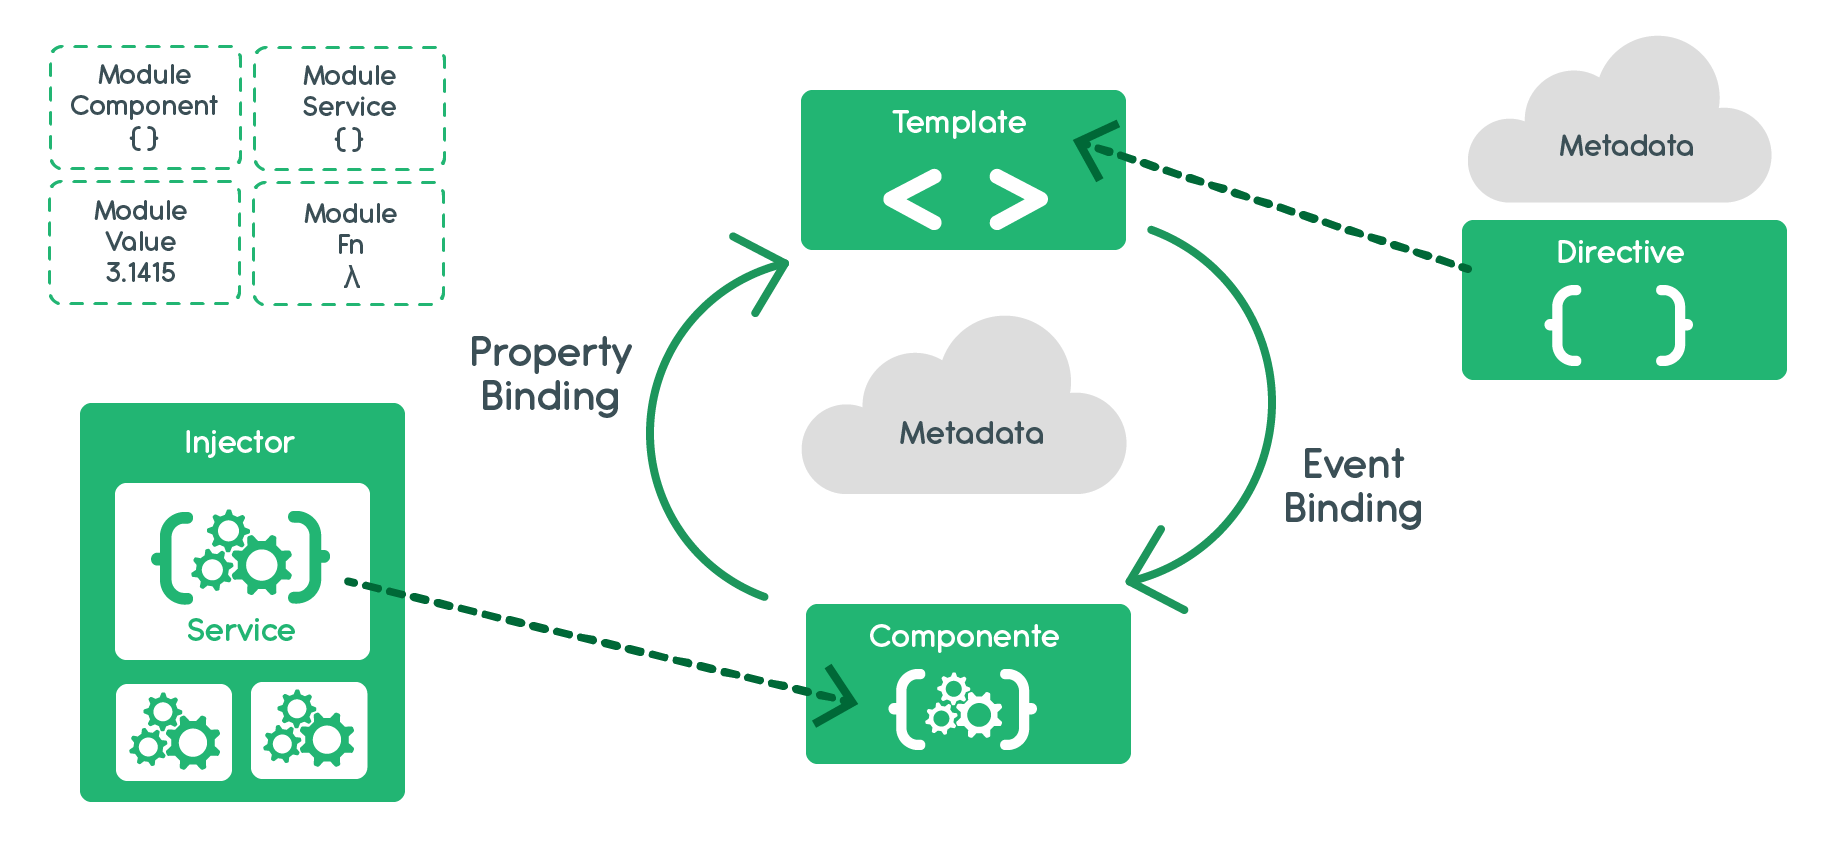 Module
Component
{}
Module
Service
{}
Module
Value
3.1415
Module
Fn
λ
Template
< >
Metadata
Directive
{ }
Property
Binding
Metadata
Event
Binding
Injector
{ }
Service
Componente
{ }